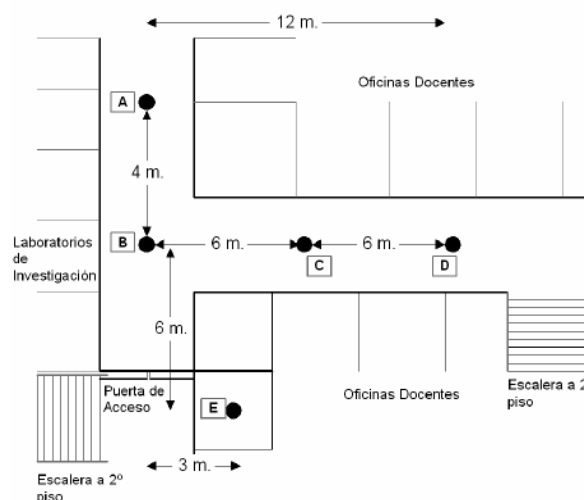 12 m.
Oficinas Docentes
A
4 m.
Laboratorios
de
Investigación
B
6 m.
6 m.
C
D
6 m.
Puerta de
Acceso
E
Oficinas Docentes
Escalera a 2º
piso
3 m.
Escalera a 2º
piso